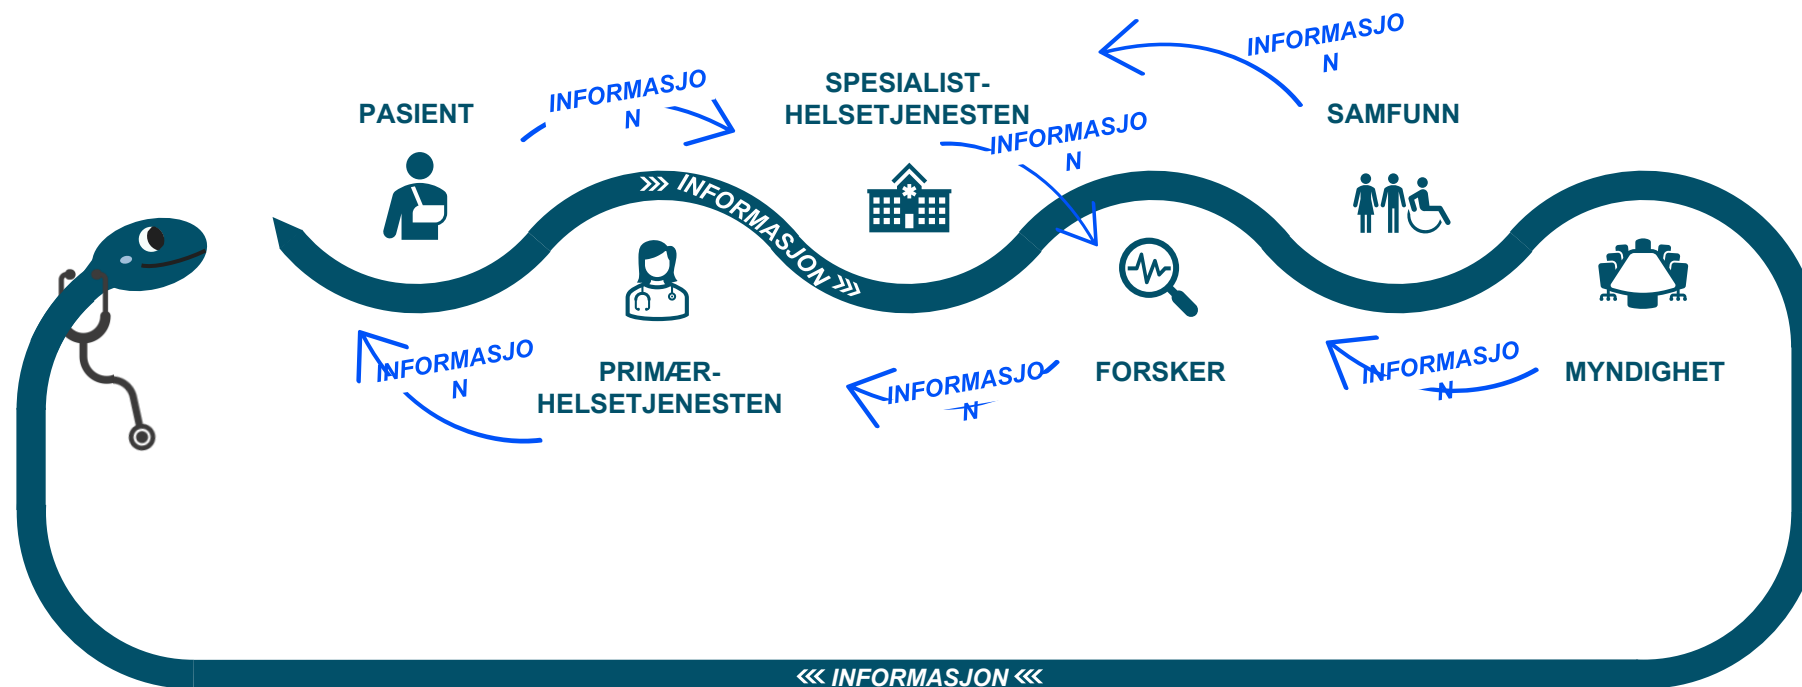 INFORMASJO
N
SPESIALIST-
HELSETJENESTEN
INFORMASJO
N
PASIENT
SAMFUNN
INFORMASJO
N
››› INFORMASJON ›››
INFORMASJO
N
PRIMÆR-
HELSETJENESTEN
INFORMASJO
N
FORSKER
INFORMASJO
N
MYNDIGHET
‹‹‹ INFORMASJON ‹‹‹